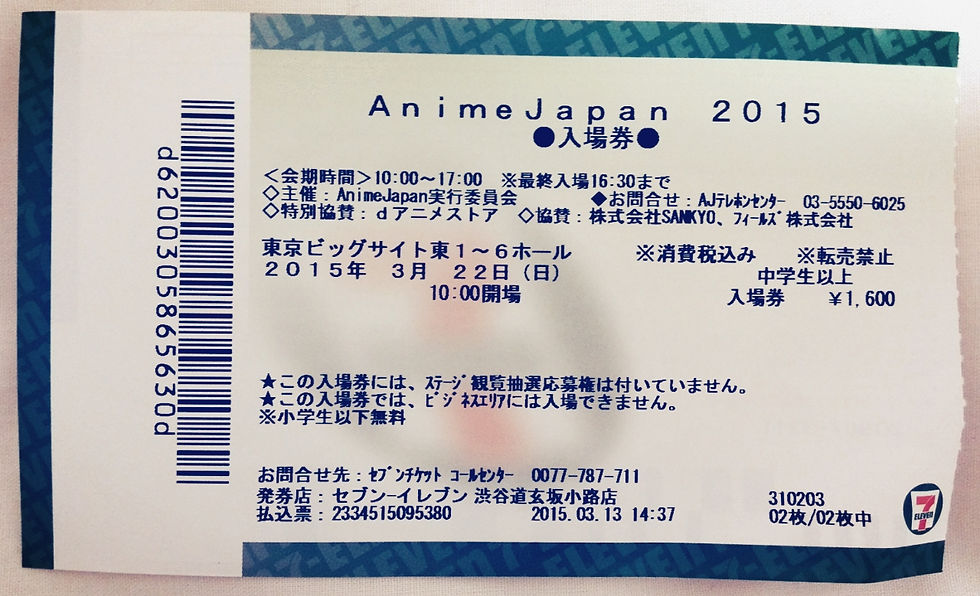 AnimeJapan 2015
●入場券●
<会期時間>10:00～17:00 ※最終入場16:30まで
◇主催:AnimeJapan実行委員会 ◆お問合せ:AJテレホンセンター 03-5550-6025
◇特別協賛:dアニメストア ◇協賛:株式会社SANKYO、フィールズ株式会社
東京ビッグサイト東1～6ホール ※消費税込み ※転売禁止
2015年 3月 22日(日) 中学生以上
10:00開場 入場券 ¥1,600
★この入場券には、ステージ観覧抽選応募権は付いていません。
★この入場券では、ビジネスエリアには入場できません。
※小学生以下無料
お問合せ先:セブンチケット コールセンター 0077-787-711
発券店:セブン-イレブン 渋谷道玄坂小路店 310203
払込票:2334515095380 2015.03.13 14:37 02枚/02枚中
d6200305865630d
7 ELEVEN